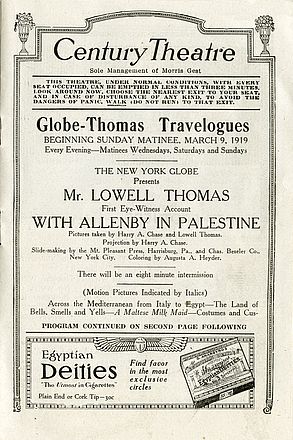 Century Theatre
Sole Management of Morris Gest
THIS THEATRE, UNDER NORMAL CONDITIONS, WITH EVERY
SEAT OCCUPIED, CAN BE EMPTIED IN LESS THAN THREE MINUTES.
LOOK AROUND NOW, CHOOSE THE NEAREST EXIT TO YOUR SEAT,
AND IN CASE OF DISTURBANCE OF ANY KIND, TO AVOID THE
DANGERS OF PANIC, WALK (DO NOT RUN) TO THAT EXIT.
Globe-Thomas Travelogues
BEGINNING SUNDAY MATINEE, MARCH 9, 1919
Every Evening—Matinees Wednesdays, Saturdays and Sundays
THE NEW YORK GLOBE
Presents
Mr. LOWELL THOMAS
First Eye-Witness Account
WITH ALLENBY IN PALESTINE
Pictures taken by Harry A. Chase and Lowell Thomas.
Projection by Harry A. Chase.
Slide-making by the Mt. Pleasant Press, Harrisburg, Pa., and Chas. Beseler Co.,
New York City. Coloring by Augusta A. Heyder.
There will be an eight minute intermission
(Motion Pictures Indicated by Italics)
Across the Mediterranean from Italy to Egypt—The Land of
Bells, Smells and Yells—A Maltese Milk Maid—Costumes and Cus-
PROGRAM CONTINUED ON SECOND PAGE FOLLOWING
Egyptian
Deities
"The Utmost in Cigarettes"
Plain End or Cork Tip—30c
Find favor
in the most
exclusive
circles